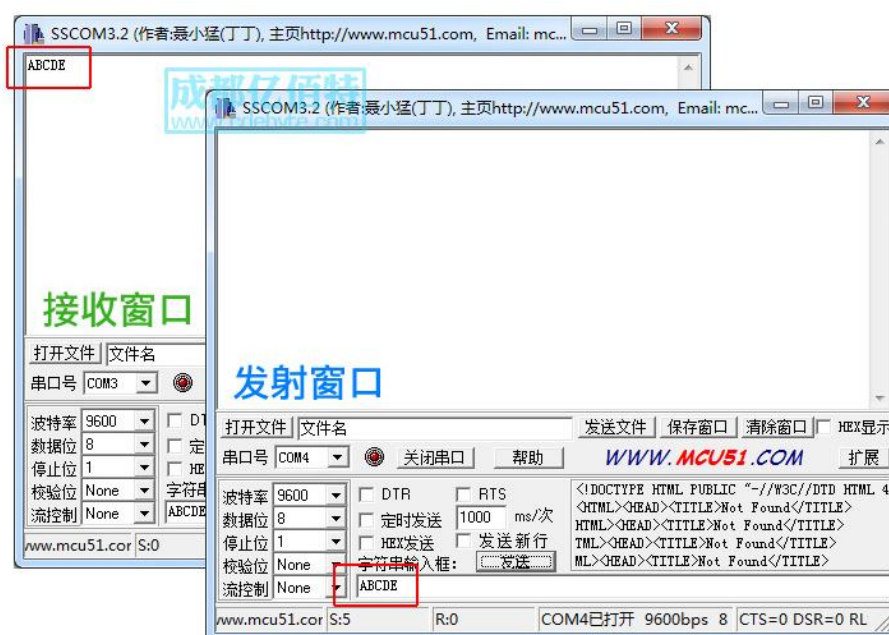 SSCOM3.2 (作者:聂小猛(丁丁), 主页http://www.mcu51.com, Email: mc...
ABCDE
成都亿佰特
www.cdebyte.com
接收窗口
打开文件 文件名
串口号 COM3
波特率 9600 DT
数据位 8 定
停止位 1 HE
校验位 None 字符串
流控制 None ABCDE
www.mcu51.cor S:0
SSCOM3.2 (作者:聂小猛(丁丁), 主页http://www.mcu51.com, Email: mc...
发射窗口
打开文件 文件名 发送文件 保存窗口 清除窗口 HEX显示
串口号 COM4 关闭串口 帮助 WWW.MCU51.COM 扩展
波特率 9600 DTR RTS
数据位 8 定时发送 1000 ms/次
停止位 1 HEX发送 发送新行
校验位 None 字符串输入框: 发送
流控制 None ABCDE
<!DOCTYPE HTML PUBLIC "-//W3C//DTD HTML 4
<HTML><HEAD><TITLE>Not Found</TITLE>
HTML><HEAD><TITLE>Not Found</TITLE>
TML><HEAD><TITLE>Not Found</TITLE>
ML><HEAD><TITLE>Not Found</TITLE>
www.mcu51.cor S:5 R:0 COM4已打开 9600bps 8 CTS=0 DSR=0 RL